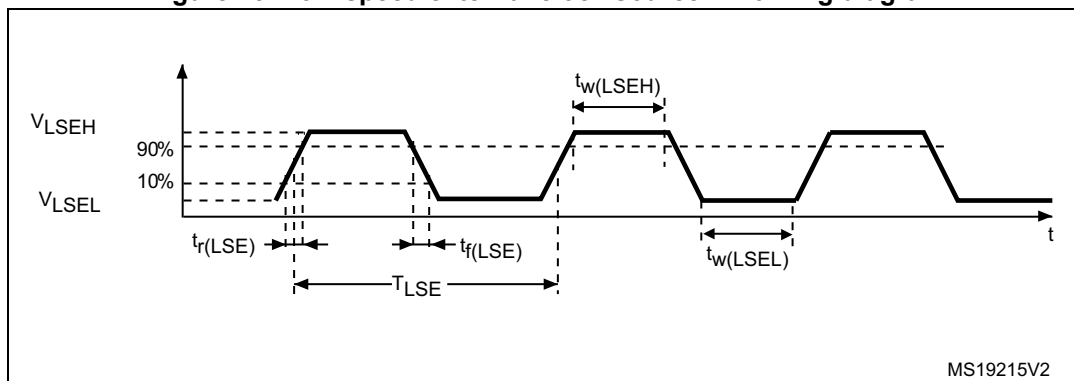 tw(LSEH)
VLSEH
90%
10%
VLSEL
tr(LSE)
tf(LSE)
tw(LSEL)
t
TLSE
MS19215V2